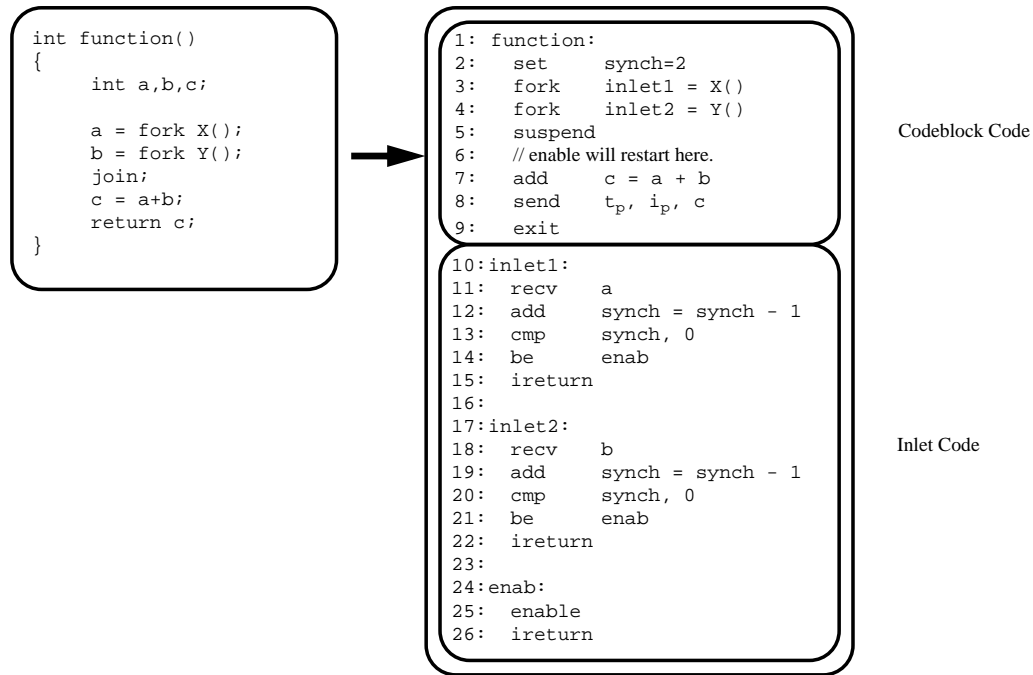 int function()
{
int a,b,c;
a = fork X();
b = fork Y();
join;
c = a+b;
return c;
}
1: function:
2: set synch=2
3: fork inlet1 = X()
4: fork inlet2 = Y()
5: suspend
6: // enable will restart here.
7: add c = a + b
8: send tp, ip, c
9: exit
Codeblock Code
10:inlet1:
11: recv a
12: add synch = synch - 1
13: cmp synch, 0
14: be enab
15: ireturn
16:
17:inlet2:
18: recv b
19: add synch = synch - 1
20: cmp synch, 0
21: be enab
22: ireturn
23:
24:enab:
25: enable
26: ireturn
Inlet Code